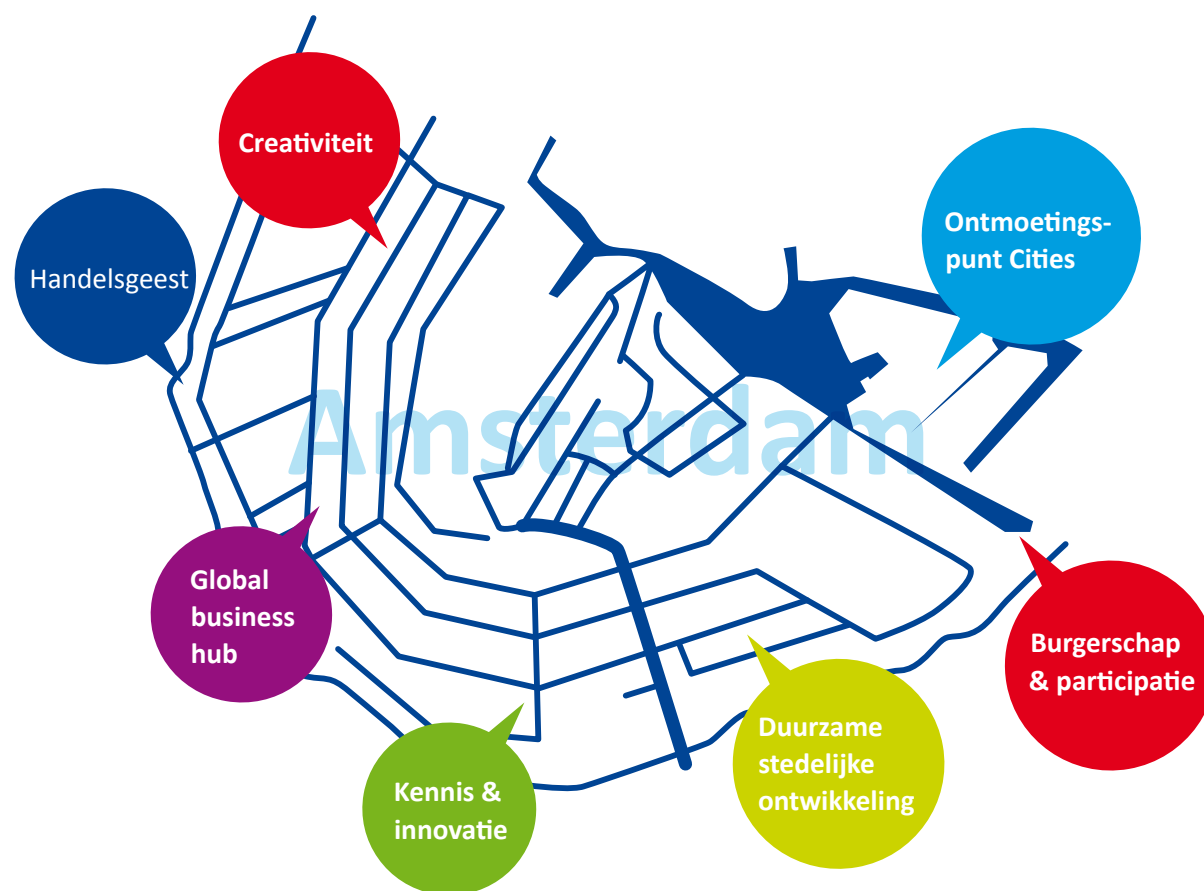 Creativiteit
Handelsgeest
Ontmoetings-
punt Cities
Amsterdam
Global
business
hub
Burgerschap
& participatie
Duurzame
stedelijke
ontwikkeling
Kennis &
innovatie